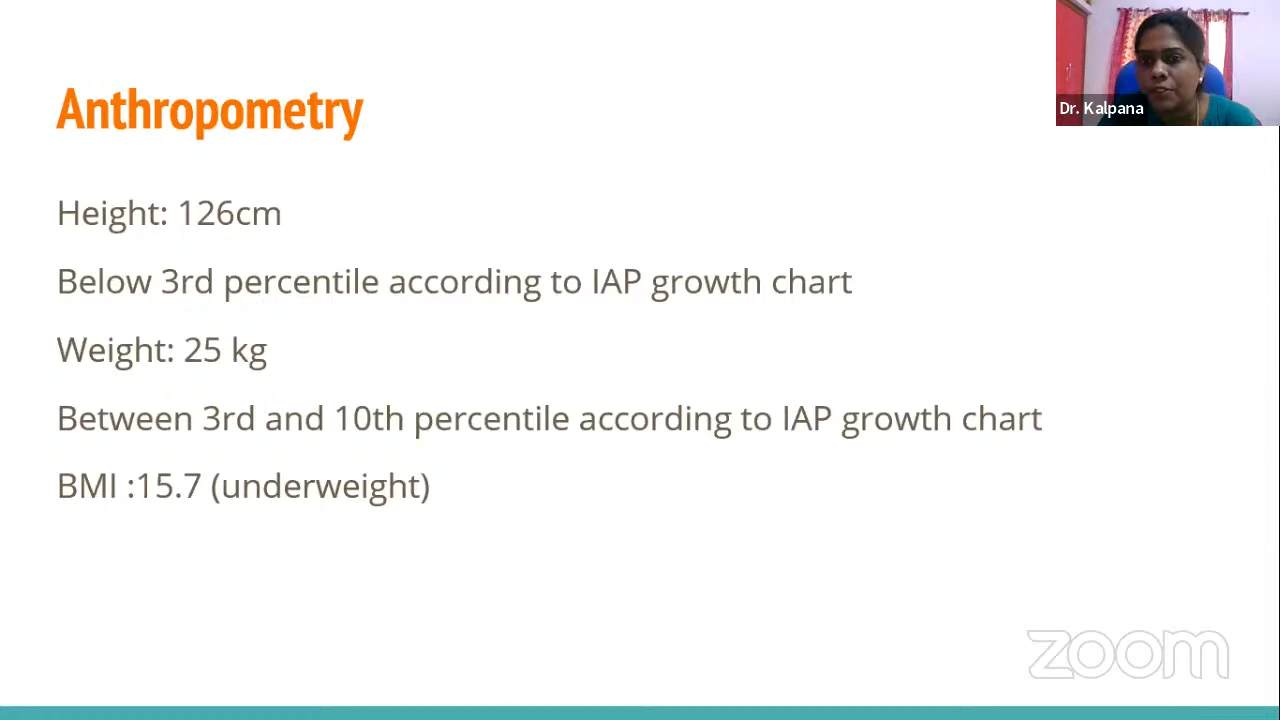 Anthropometry
Dr. Kalpana
Height: 126cm
Below 3rd percentile according to IAP growth chart
Weight: 25 kg
Between 3rd and 10th percentile according to IAP growth chart
BMI :15.7 (underweight)
zoom